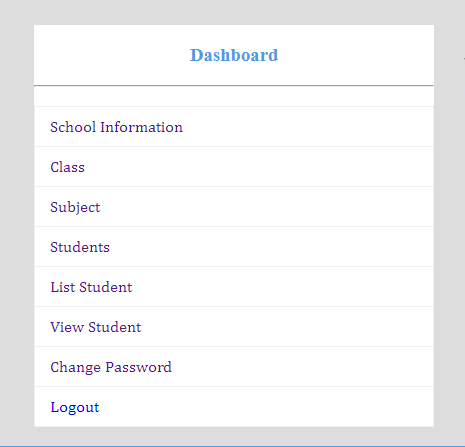 Dashboard
School Information
Class
Subject
Students
List Student
View Student
Change Password
Logout